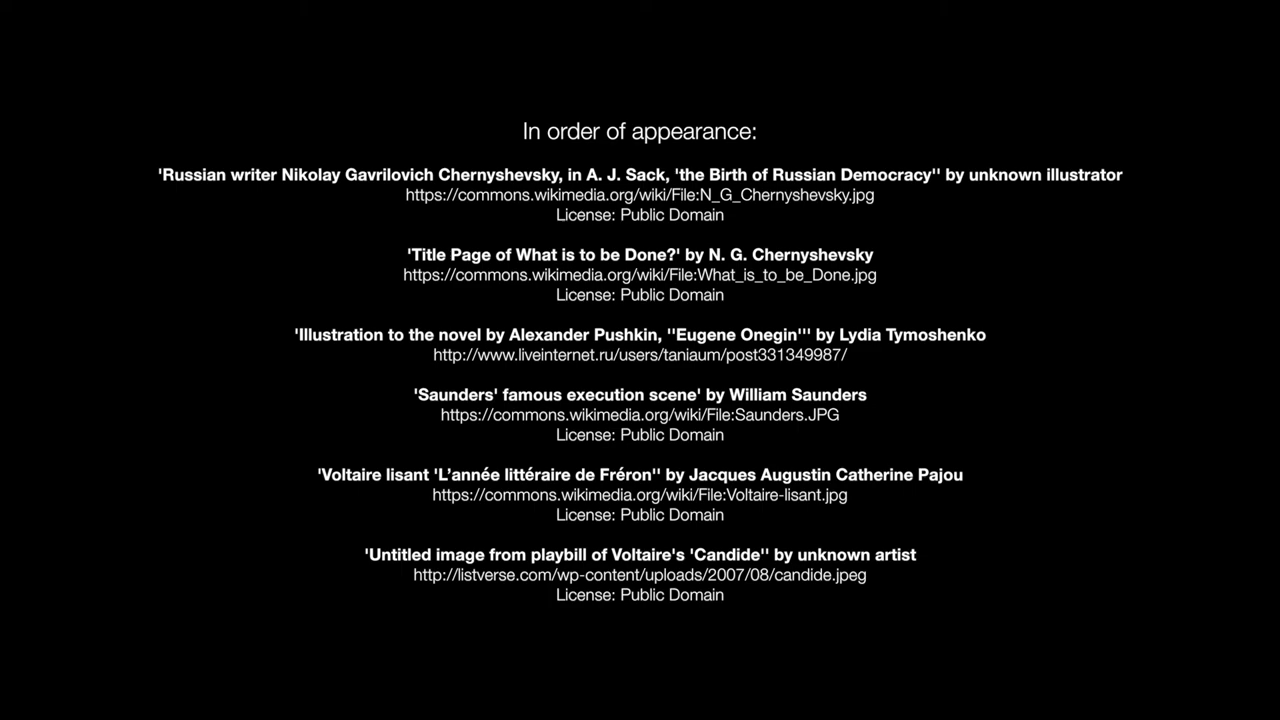 In order of appearance:
'Russian writer Nikolay Gavrilovich Chernyshevsky, in A. J. Sack, 'the Birth of Russian Democracy'' by unknown illustrator
https://commons.wikimedia.org/wiki/File:N_G_Chernyshevsky.jpg
License: Public Domain
'Title Page of What is to be Done?' by N. G. Chernyshevsky
https://commons.wikimedia.org/wiki/File:What_is_to_be_Done.jpg
License: Public Domain
'Illustration to the novel by Alexander Pushkin, ''Eugene Onegin''' by Lydia Tymoshenko
http://www.liveinternet.ru/users/taniaum/post331349987/
'Saunders' famous execution scene' by William Saunders
https://commons.wikimedia.org/wiki/File:Saunders.JPG
License: Public Domain
'Voltaire lisant 'L’année littéraire de Fréron'' by Jacques Augustin Catherine Pajou
https://commons.wikimedia.org/wiki/File:Voltaire-lisant.jpg
License: Public Domain
'Untitled image from playbill of Voltaire's 'Candide'' by unknown artist
http://listverse.com/wp-content/uploads/2007/08/candide.jpeg
License: Public Domain